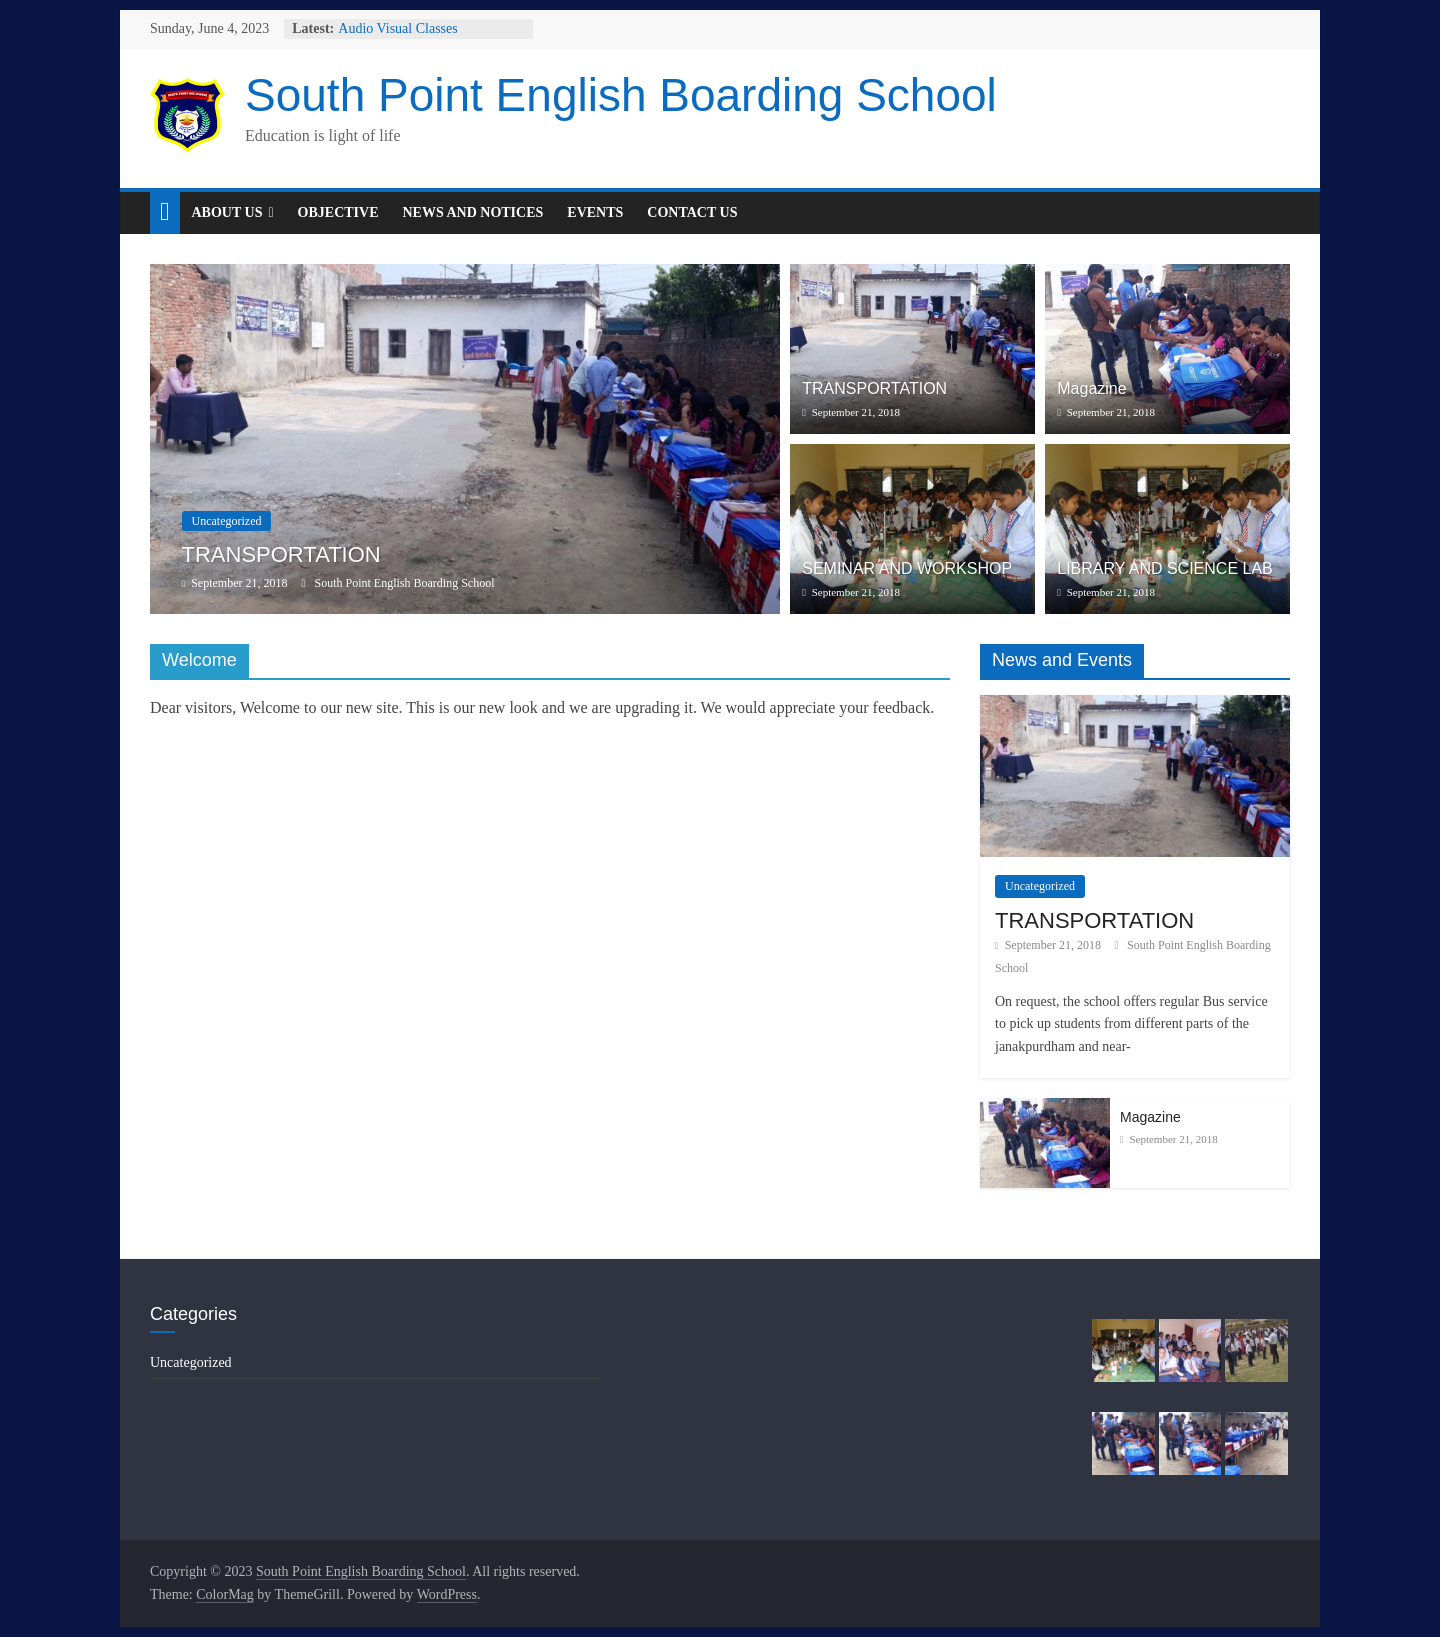 Sunday, June 4, 2023
Latest: Audio Visual Classes
South Point English Boarding School
Education is light of life
ABOUT US
OBJECTIVE
NEWS AND NOTICES
EVENTS
CONTACT US
Uncategorized
TRANSPORTATION
September 21, 2018 South Point English Boarding School
TRANSPORTATION
September 21, 2018
Magazine
September 21, 2018
SEMINAR AND WORKSHOP
September 21, 2018
LIBRARY AND SCIENCE LAB
September 21, 2018
Welcome
Dear visitors, Welcome to our new site. This is our new look and we are upgrading it. We would appreciate your feedback.
News and Events
Uncategorized
TRANSPORTATION
September 21, 2018 South Point English Boarding
School
On request, the school offers regular Bus service
to pick up students from different parts of the
janakpurdham and near-
Magazine
September 21, 2018
Categories
Uncategorized
Copyright © 2023 South Point English Boarding School. All rights reserved.
Theme: ColorMag by ThemeGrill. Powered by WordPress.